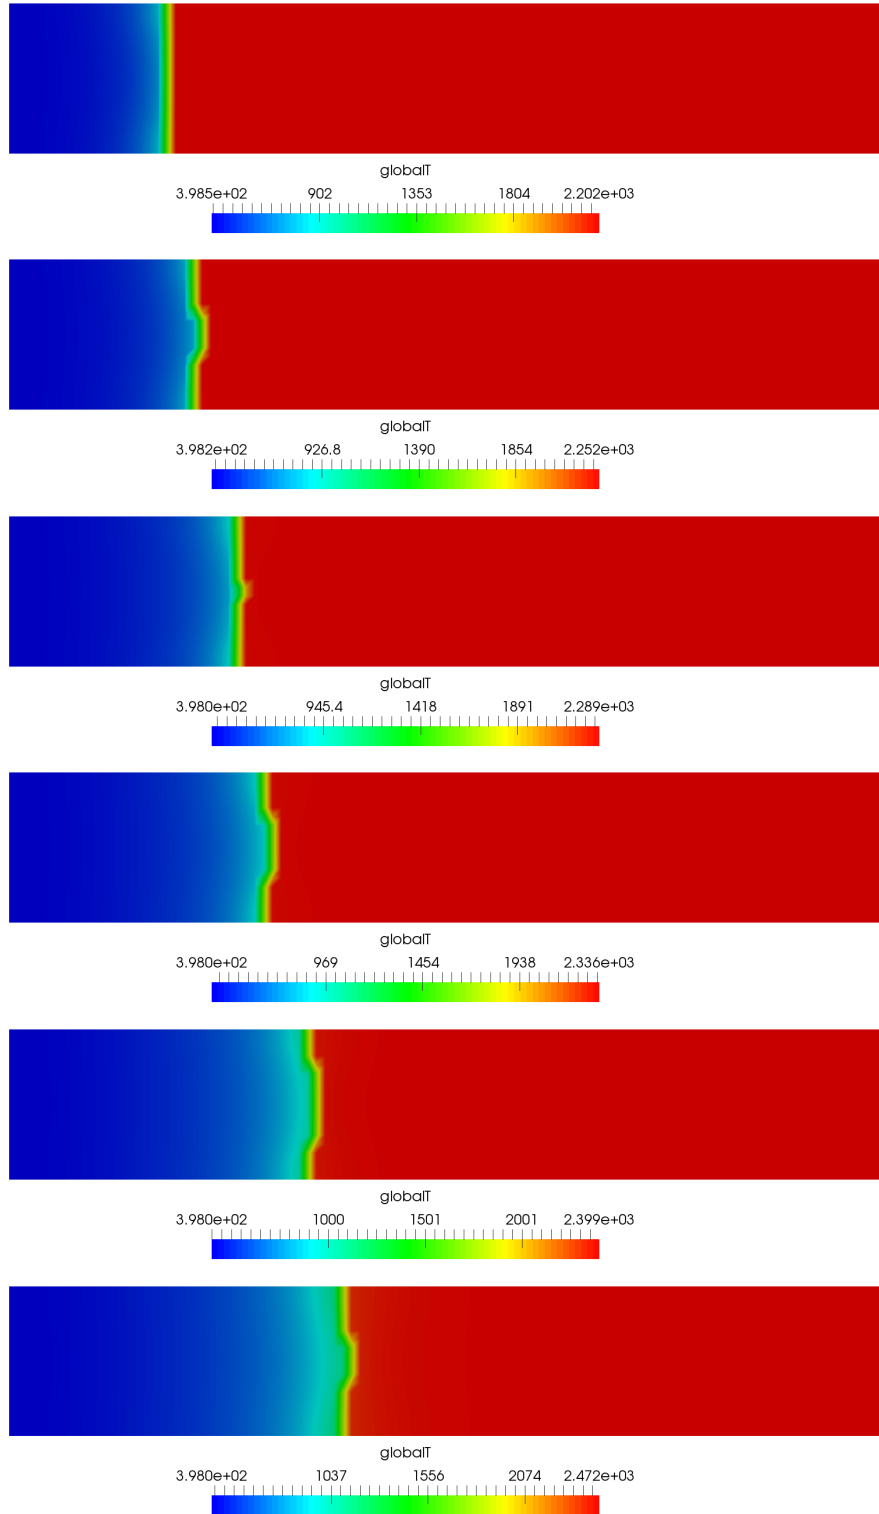 globalT
3.985e+02 902 1353 1804 2.202e+03
globalT
3.982e+02 926.8 1390 1854 2.252e+03
globalT
3.980e+02 945.4 1418 1891 2.289e+03
globalT
3.980e+02 969 1454 1938 2.336e+03
globalT
3.980e+02 1000 1501 2001 2.399e+03
globalT
3.980e+02 1037 1556 2074 2.472e+03